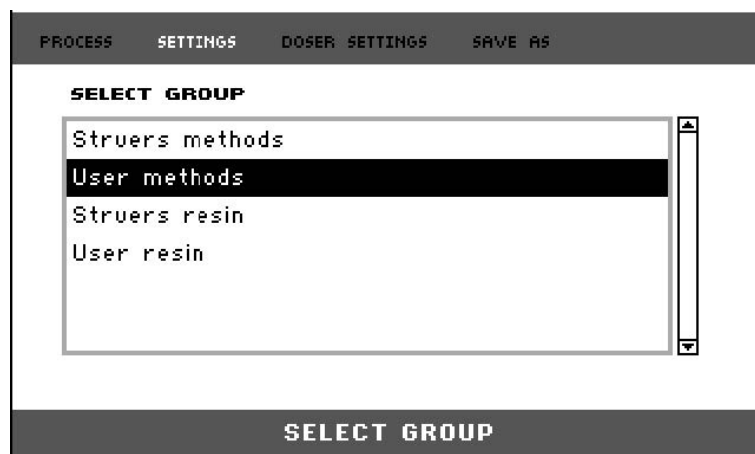 PROCESS SETTINGS DOSER SETTINGS SAVE AS
SELECT GROUP
Struers methods
User methods
Struers resin
User resin
SELECT GROUP